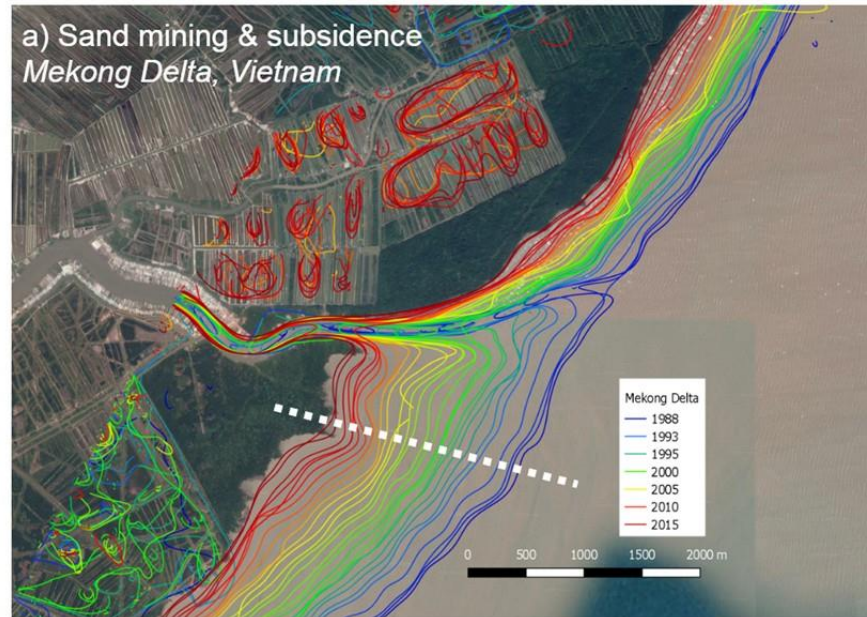 a) Sand mining & subsidence
Mekong Delta, Vietnam
Mekong Delta
1988
1993
1995
2000
2005
2010
2015
0 500 1000 1500 2000 m